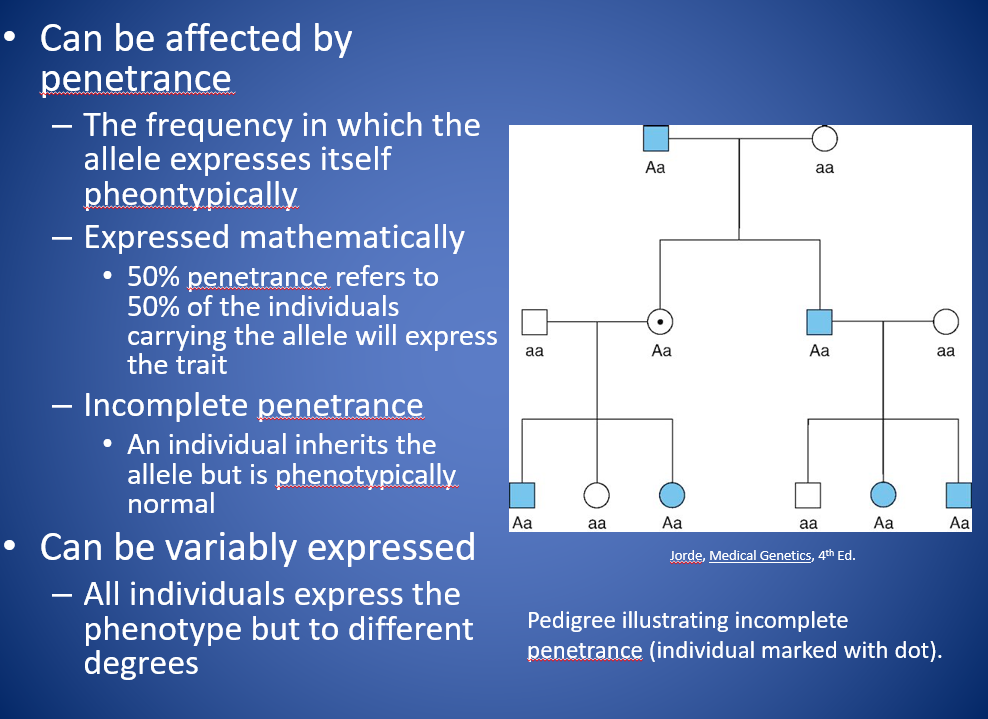 • Can be affected by
penetrance
– The frequency in which the
allele expresses itself
pheontypically
– Expressed mathematically
• 50% penetrance refers to
50% of the individuals
carrying the allele will express
the trait
– Incomplete penetrance
• An individual inherits the
allele but is phenotypically
normal
• Can be variably expressed
– All individuals express the
phenotype but to different
degrees
Aa aa
aa Aa Aa aa
Aa aa Aa aa Aa Aa
Jorde, Medical Genetics, 4th Ed.
Pedigree illustrating incomplete
penetrance (individual marked with dot).